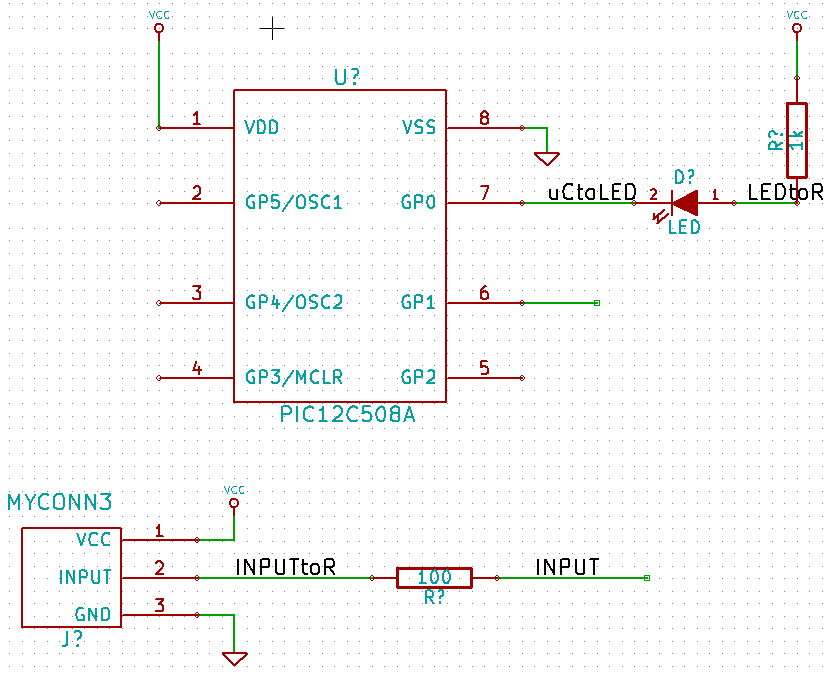 VCC
VCC
U?
1 VDD VSS 8
R? 1k
D?
2 GP5/OSC1 GP0 7 uCtoLED 2 1 LEDtoR
LED
3 GP4/OSC2 GP1 6
4 GP3/MCLR GP2 5
PIC12C508A
MYCONN3
VCC
VCC 1
INPUT 2 INPUTtoR 100 INPUT
R?
GND 3
J?